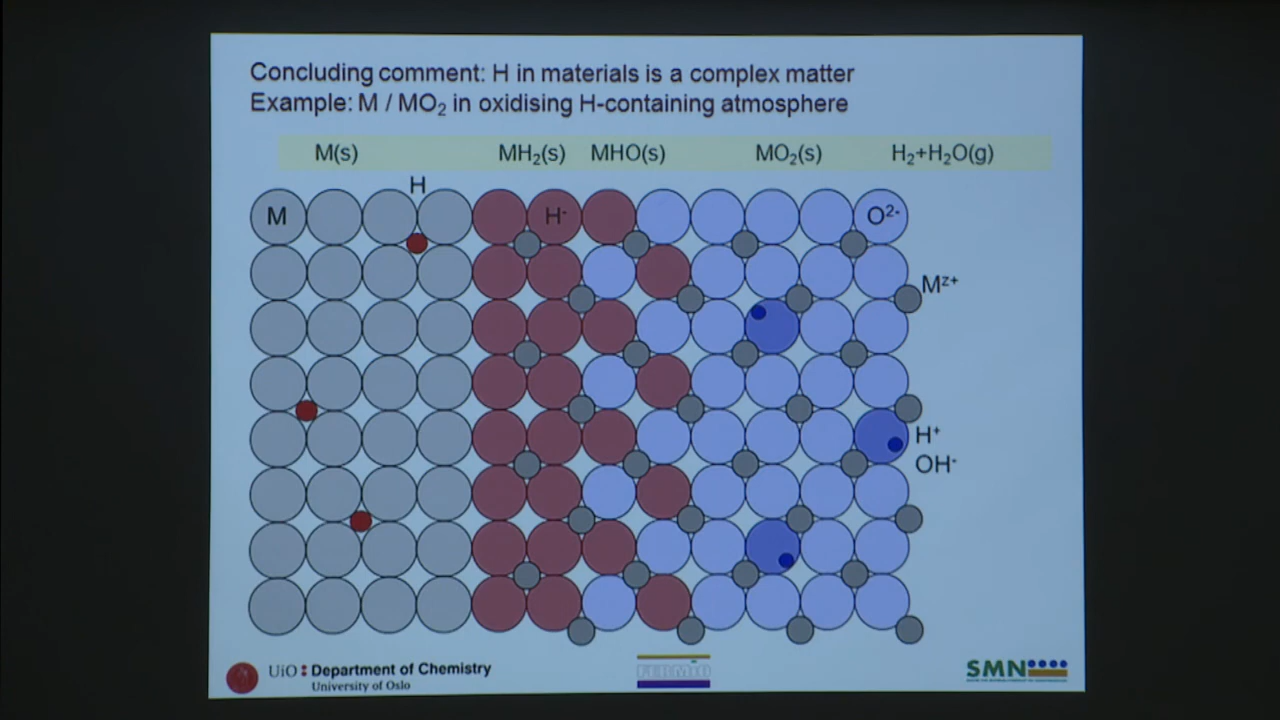 Concluding comment: H in materials is a complex matter
Example: M / MO₂ in oxidising H-containing atmosphere
M(s) MH₂(s) MHO(s) MO₂(s) H₂+H₂O(g)
H
M H⁻ O²⁻
Mᶻ⁺
H⁺
OH⁻
UiO Department of Chemistry
University of Oslo
FERMiO
SMN